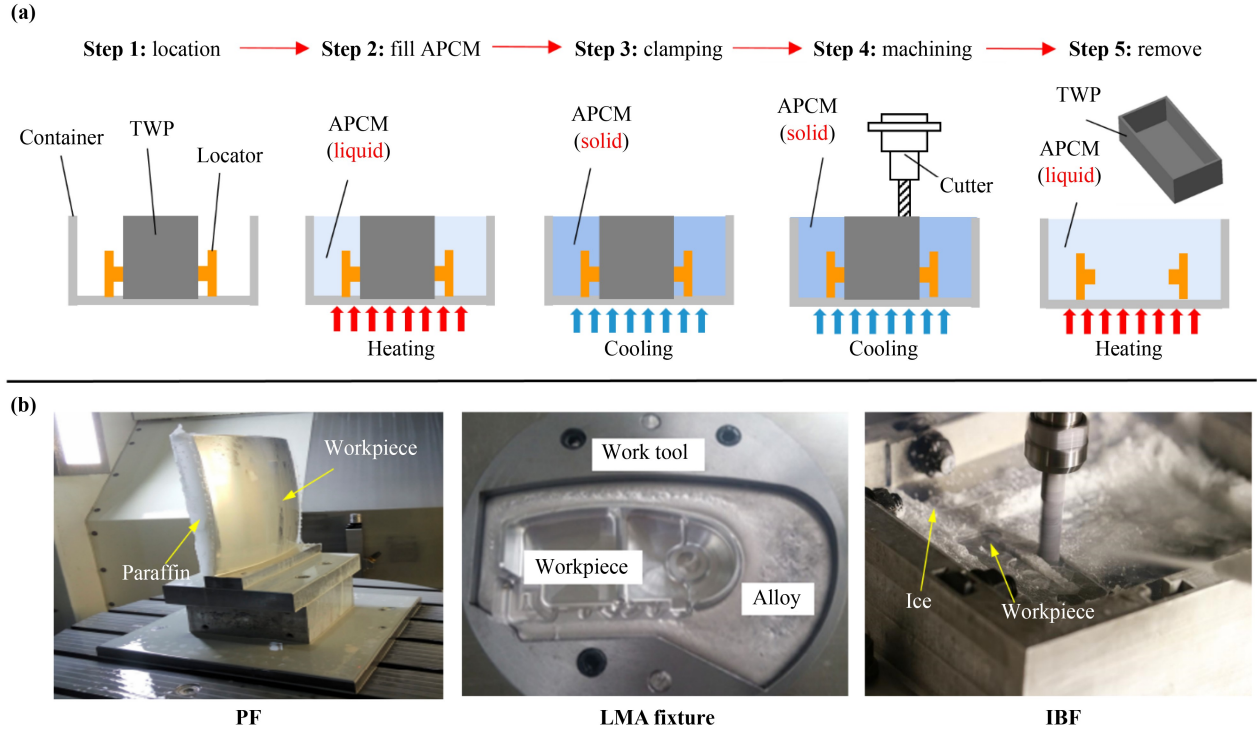 (a)
Step 1: location
Step 2: fill APCM
Step 3: clamping
Step 4: machining
Step 5: remove
Container
TWP
Locator
APCM
(liquid)
Heating
APCM
(solid)
Cooling
APCM
(solid)
Cutter
Cooling
TWP
APCM
(liquid)
Heating
(b)
Workpiece
Paraffin
PF
Work tool
Workpiece
Alloy
LMA fixture
Ice
Workpiece
IBF